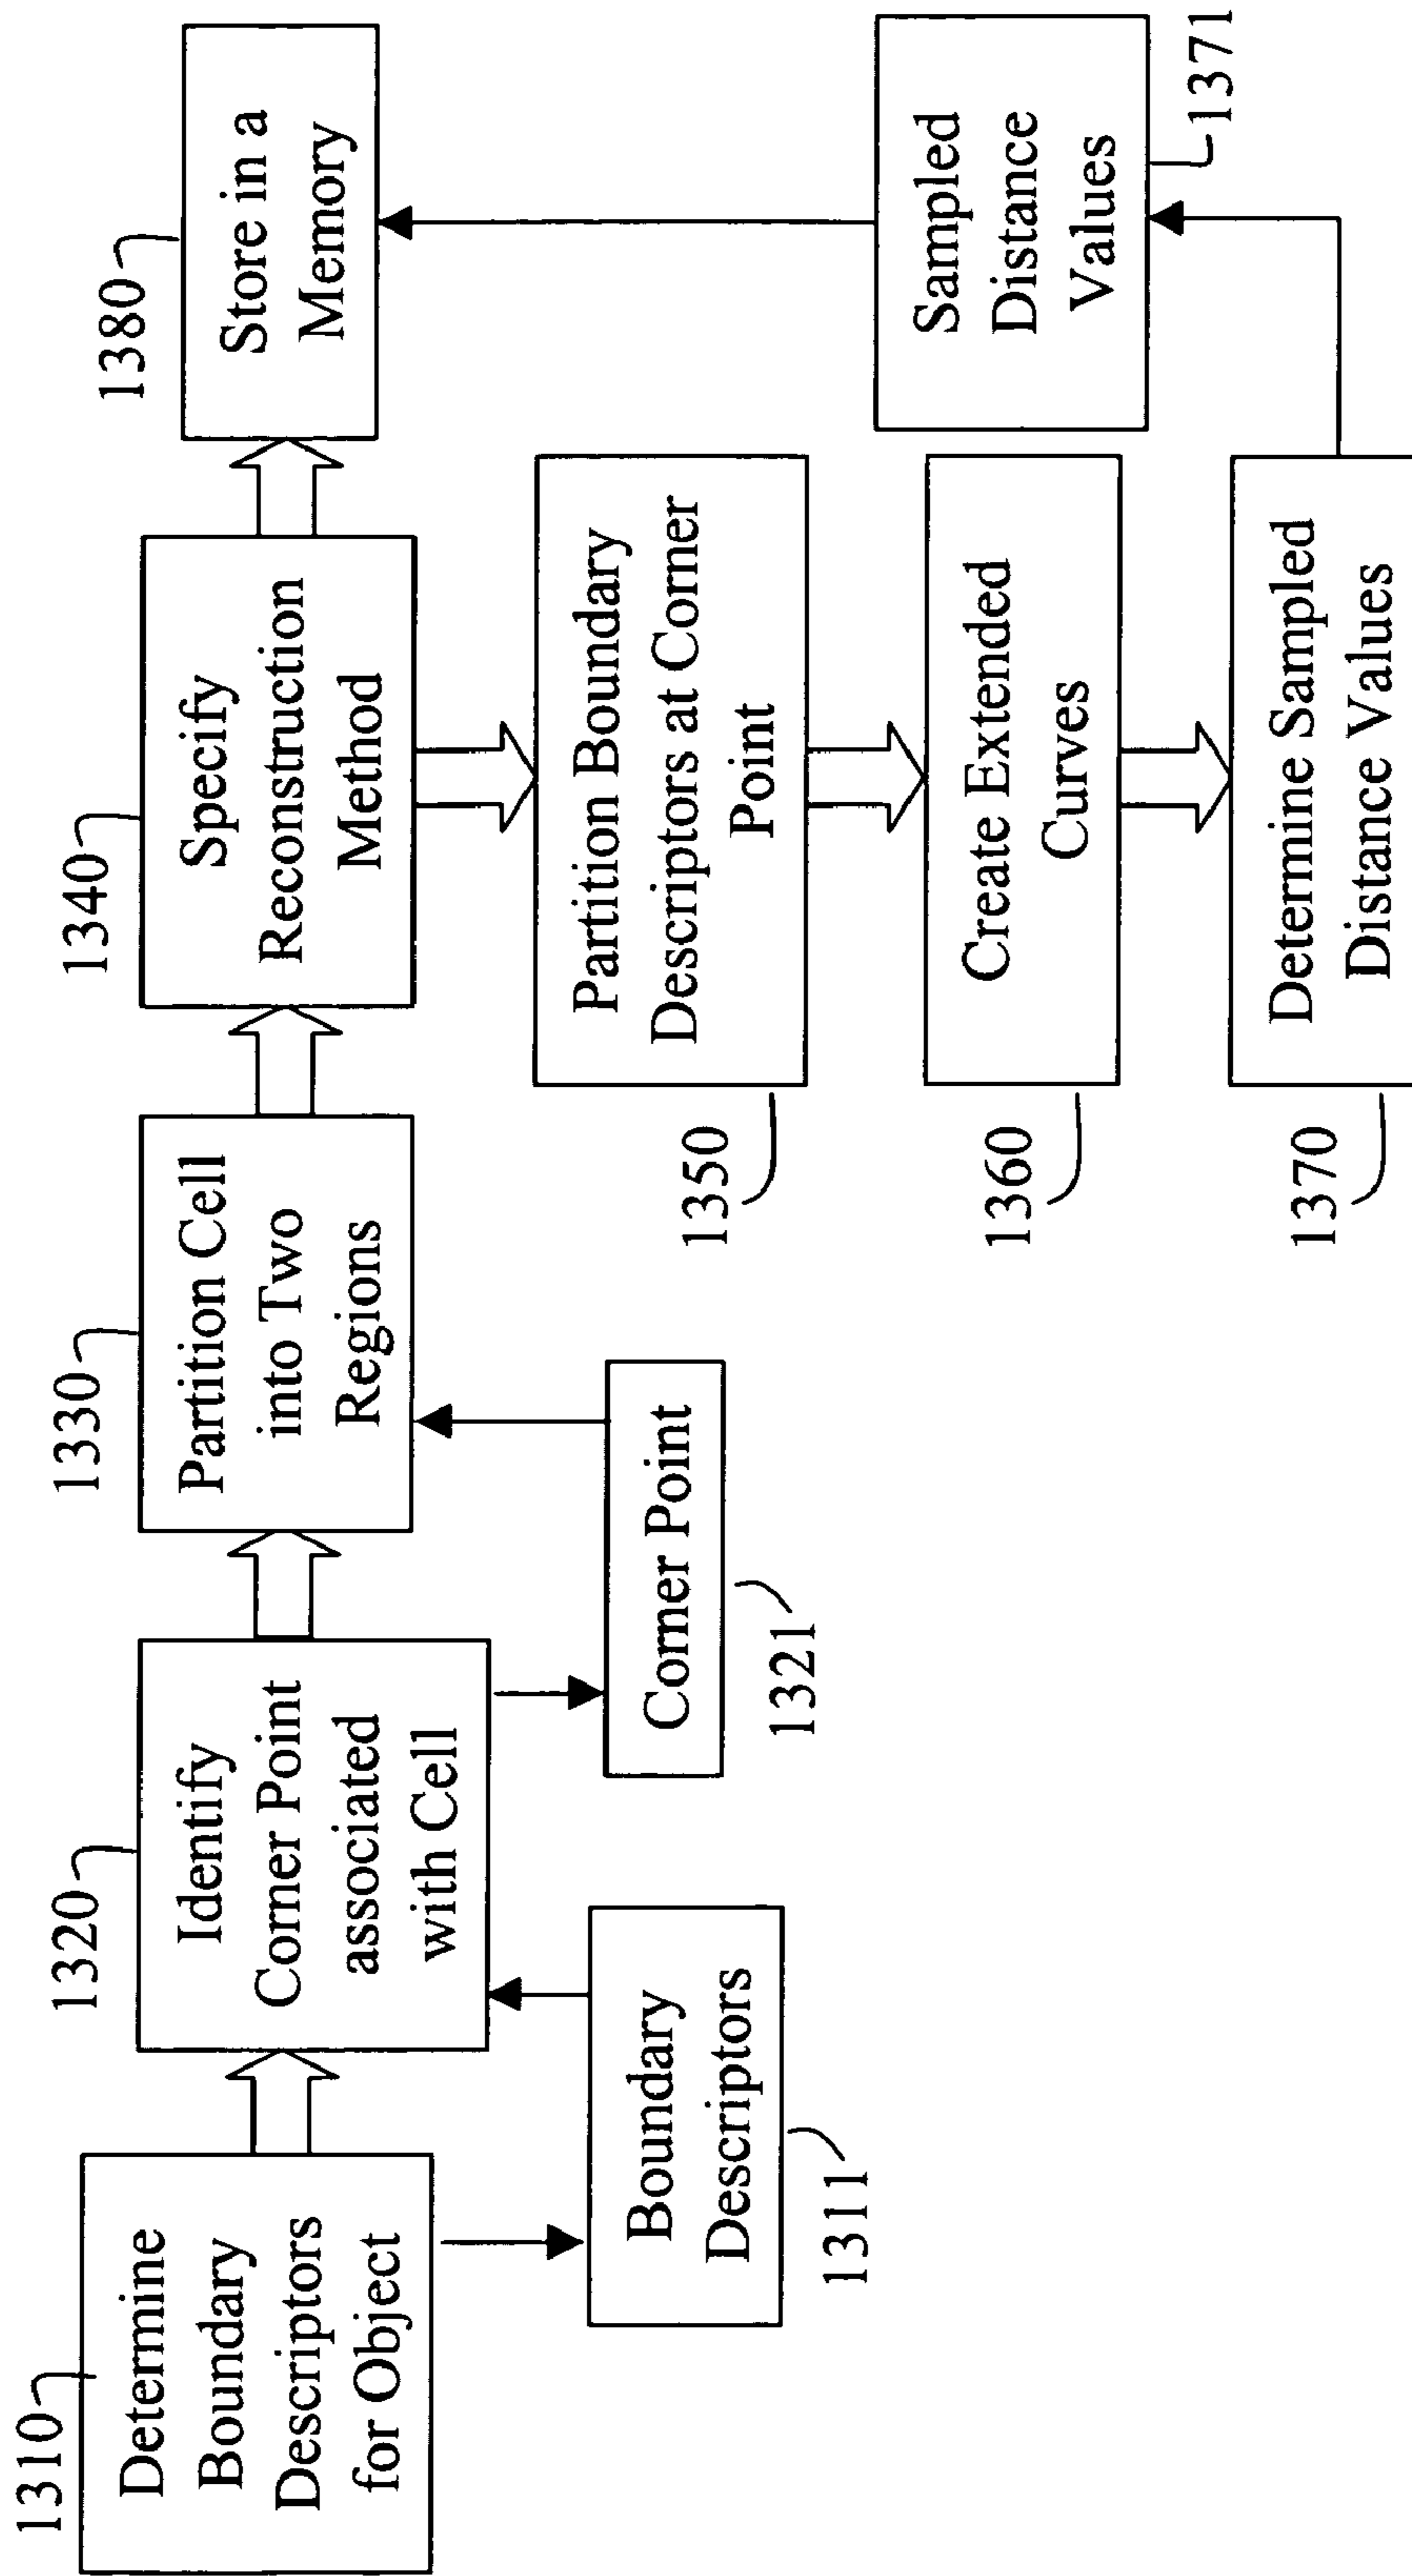 1310
Determine
Boundary
Descriptors
for Object
1320
Identify
Corner Point
associated
with Cell
1330
Partition Cell
into Two
Regions
1340
Specify
Reconstruction
Method
1380
Store in a
Memory
Boundary
Descriptors
1311
Corner Point
1321
Partition Boundary
Descriptors at Corner
Point
1350
Create Extended
Curves
1360
Determine Sampled
Distance Values
1370
Sampled
Distance
Values
1371